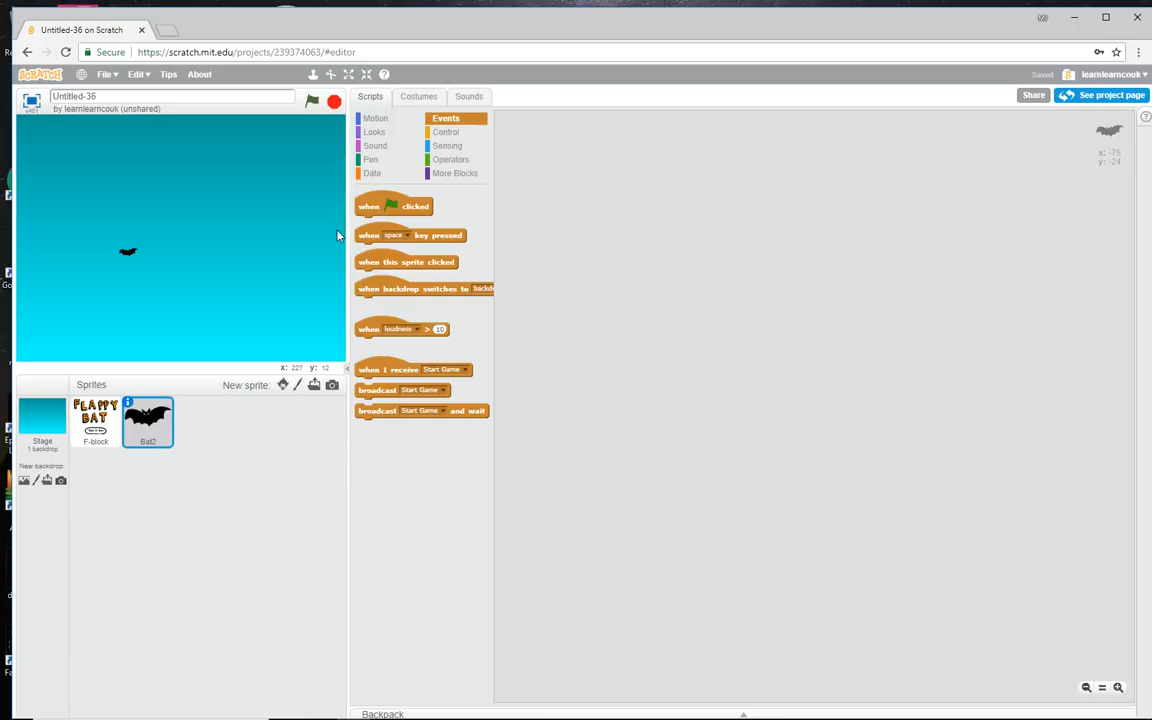 Untitled-36 on Scratch
Secure https://scratch.mit.edu/projects/239374063/#editor
SCRATCH File Edit Tips About Saved learnlearncouk
Untitled-36
by learnlearncouk (unshared)
v461
Scripts Costumes Sounds
Share See project page
Motion Events
Looks Control
Sound Sensing
Pen Operators
Data More Blocks
x: -75
y: -24
when clicked
when space key pressed
when this sprite clicked
when backdrop switches to backd
when loudness > 10
when I receive Start Game
broadcast Start Game
broadcast Start Game and wait
x: 227 y: 12
Sprites New sprite:
FLAPPY
BAT
Stage
1 backdrop
F-block
Bat2
New backdrop:
Backpack